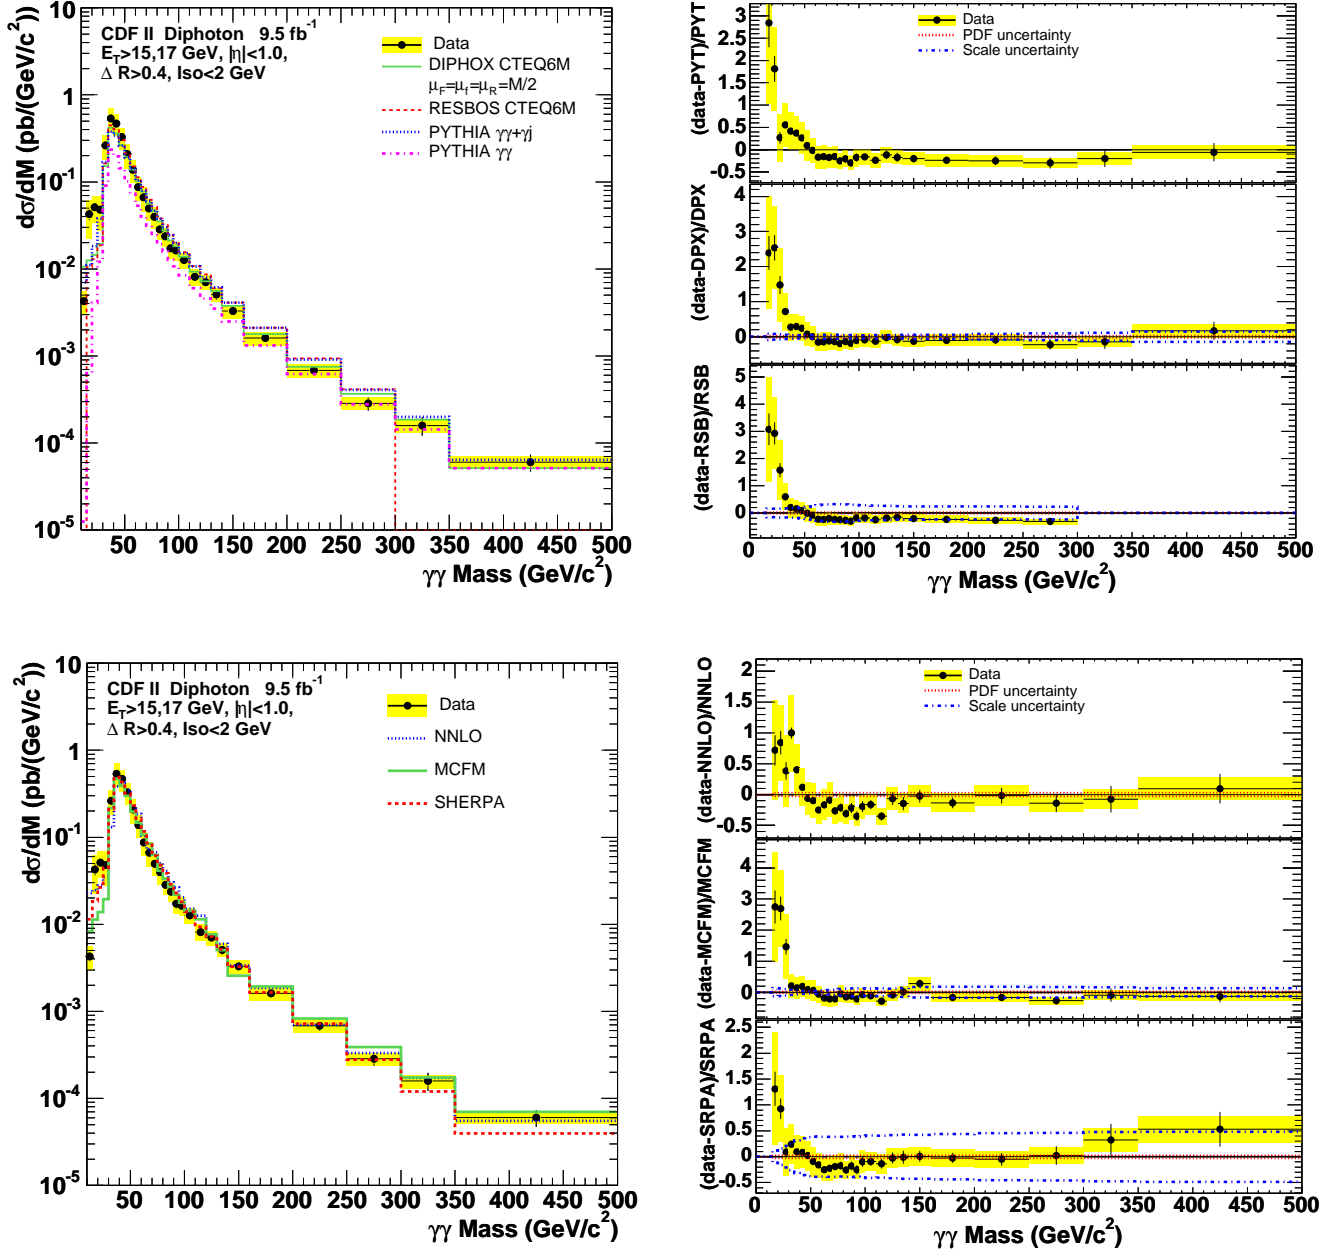 CDF II Diphoton 9.5 fb⁻¹
E_T>15,17 GeV, |η|<1.0,
Δ R>0.4, Iso<2 GeV
Data
DIPHOX CTEQ6M
μ_F=μ_f=μ_R=M/2
RESBOS CTEQ6M
PYTHIA γγ+γj
PYTHIA γγ
dσ/dM (pb/(GeV/c²))
10
1
10⁻¹
10⁻²
10⁻³
10⁻⁴
10⁻⁵
50 100 150 200 250 300 350 400 450 500
γγ Mass (GeV/c²)
Data
PDF uncertainty
Scale uncertainty
(data-PYT)/PYT
3
2.5
2
1.5
1
0.5
0
-0.5
(data-DPX)/DPX
4
3
2
1
0
(data-RSB)/RSB
5
4
3
2
1
0
0 50 100 150 200 250 300 350 400 450 500
γγ Mass (GeV/c²)
CDF II Diphoton 9.5 fb⁻¹
E_T>15,17 GeV, |η|<1.0,
Δ R>0.4, Iso<2 GeV
Data
NNLO
MCFM
SHERPA
dσ/dM (pb/(GeV/c²))
10
1
10⁻¹
10⁻²
10⁻³
10⁻⁴
10⁻⁵
50 100 150 200 250 300 350 400 450 500
γγ Mass (GeV/c²)
Data
PDF uncertainty
Scale uncertainty
(data-NNLO)/NNLO
2
1.5
1
0.5
0
-0.5
(data-MCFM)/MCFM
4
3
2
1
0
(data-SRPA)/SRPA
2.5
2
1.5
1
0.5
0
-0.5
0 50 100 150 200 250 300 350 400 450 500
γγ Mass (GeV/c²)